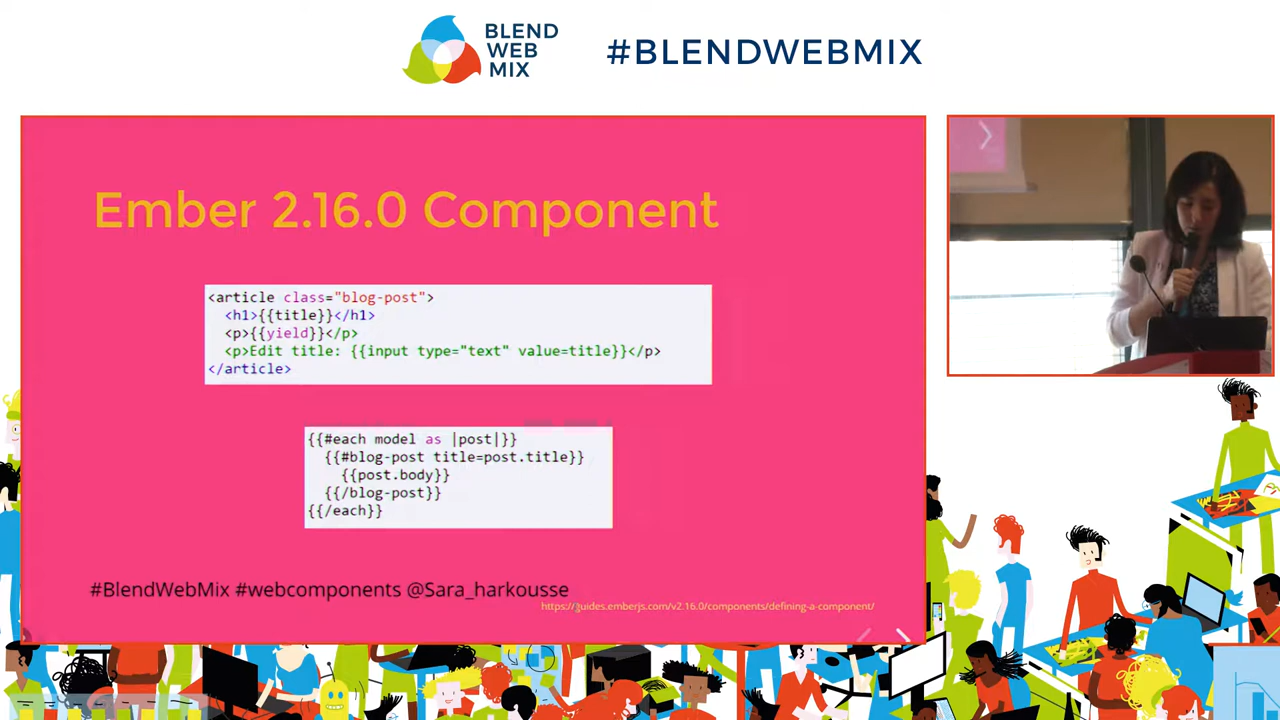 BLEND
WEB
MIX
#BLENDWEBMIX
Ember 2.16.0 Component
<article class="blog-post">
  <h1>{{title}}</h1>
  <p>{{yield}}</p>
  <p>Edit title: {{input type="text" value=title}}</p>
</article>
{{#each model as |post|}}
  {{#blog-post title=post.title}}
    {{post.body}}
  {{/blog-post}}
{{/each}}
#BlendWebMix #webcomponents @Sara_harkousse
https://guides.emberjs.com/v2.16.0/components/defining-a-component/